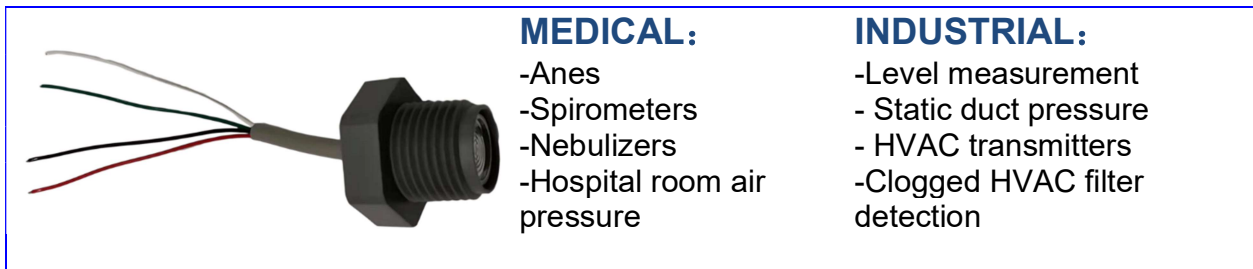 MEDICAL：
-Anes
-Spirometers
-Nebulizers
-Hospital room air
pressure
INDUSTRIAL：
-Level measurement
- Static duct pressure
- HVAC transmitters
-Clogged HVAC filter
detection